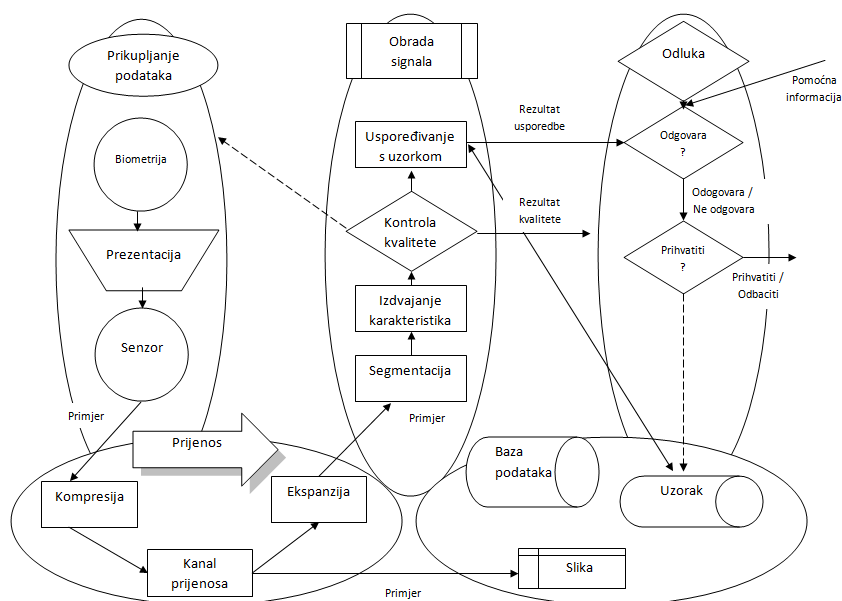 Prikupljanje
podataka
Biometrija
Prezentacija
Senzor
Primjer
Prijenos
Kompresija
Kanal
prijenosa
Ekspanzija
Primjer
Obrada
signala
Uspoređivanje
s uzorkom
Kontrola
kvalitete
Izdvajanje
karakteristika
Segmentacija
Primjer
Rezultat
usporedbe
Rezultat
kvalitete
Odluka
Pomoćna
informacija
Odgovara
?
Odogovara /
Ne odgovara
Prihvatiti
?
Prihvatiti /
Odbaciti
Baza
podataka
Uzorak
Slika